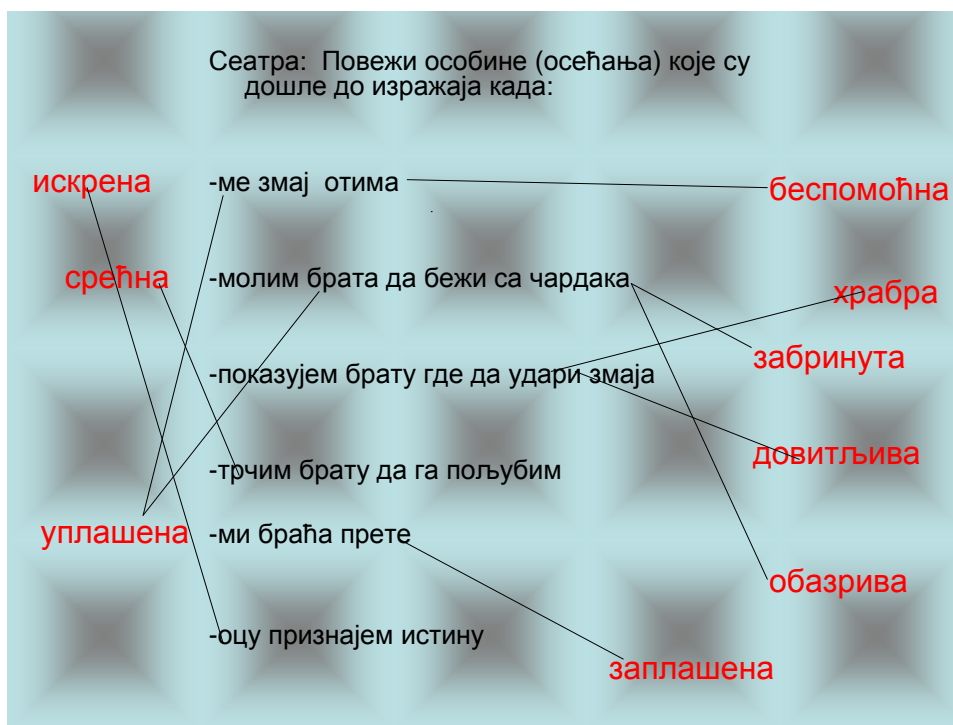 Сеатра: Повежи особине (осећања) које су
дошле до изражаја када:
искрена
-ме змај отима
беспомоћна
срећна
-молим брата да бежи са чардака
храбра
забринута
-показујем брату где да удари змаја
довитљива
-трчим брату да га пољубим
уплашена
-ми браћа прете
обазрива
-оцу признајем истину
заплашена